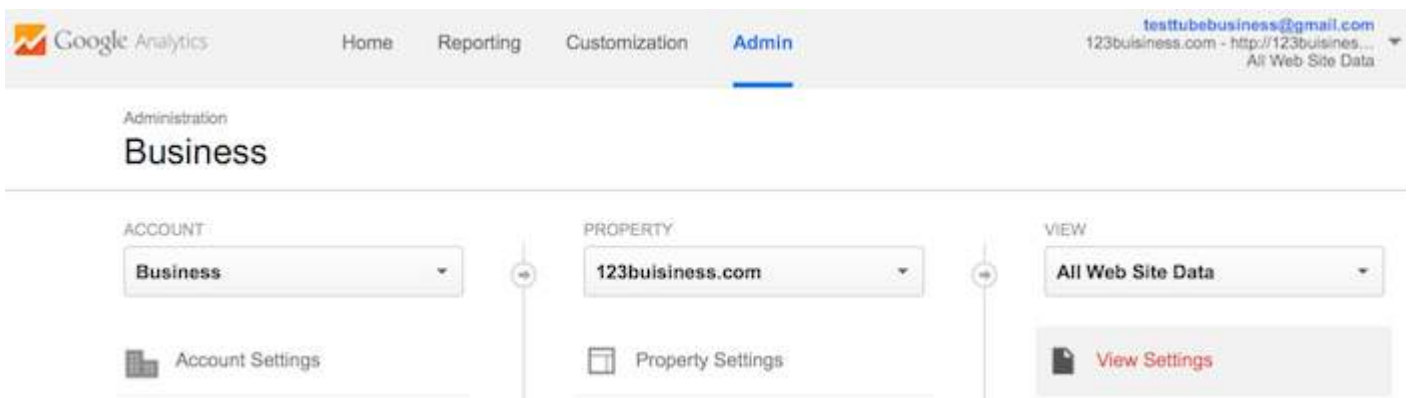 Google Analytics Home Reporting Customization Admin
testtubebusiness@gmail.com
123buisiness.com - http://123buisines...
All Web Site Data
Administration
Business
ACCOUNT PROPERTY VIEW
Business 123buisiness.com All Web Site Data
Account Settings Property Settings View Settings